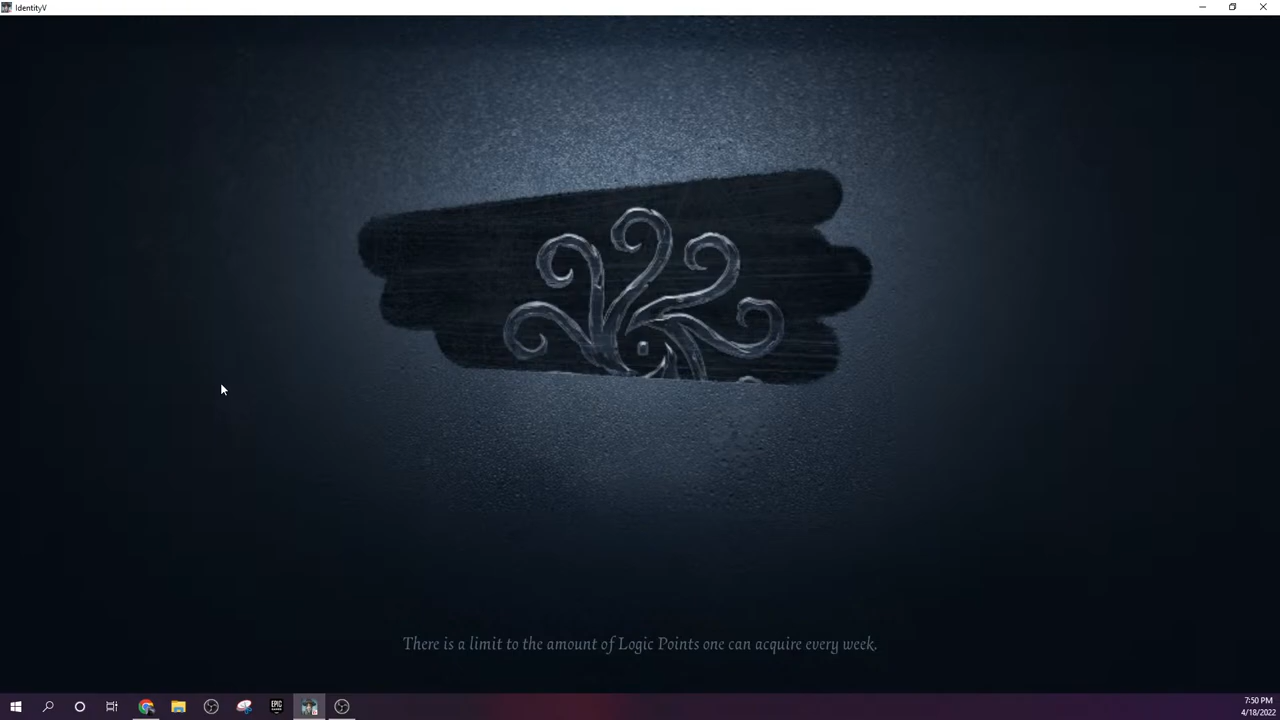 IdentityV
There is a limit to the amount of Logic Points one can acquire every week.
EPIC
7:50 PM
4/18/2022